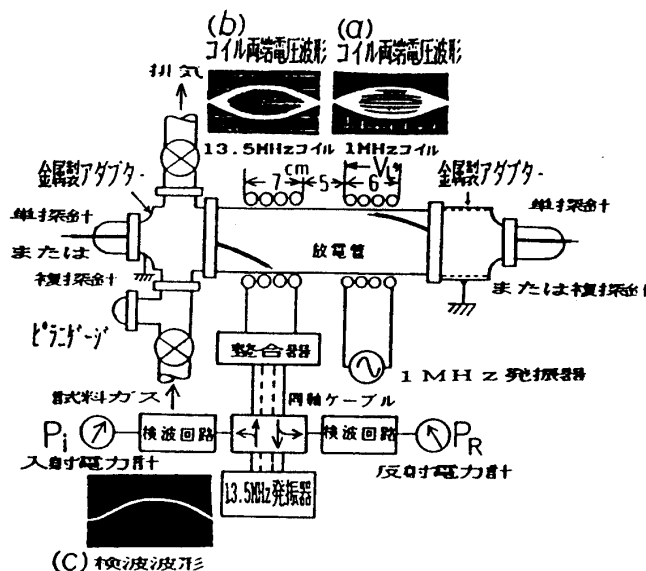 (b)
コイル両端電圧波形
(a)
コイル両端電圧波形
排気
13.5MHzコイル
1MHzコイル
金属製アダプター
cm
7
5
6
金属製アダプター
単探針
または
複探針
放電管
単探針
または複探針
ピラニゲージ
整合器
1MHz発振器
試料ガス
同軸ケーブル
Pi
検波回路
検波回路
PR
入射電力計
反射電力計
13.5MHz発振器
(c) 検波波形